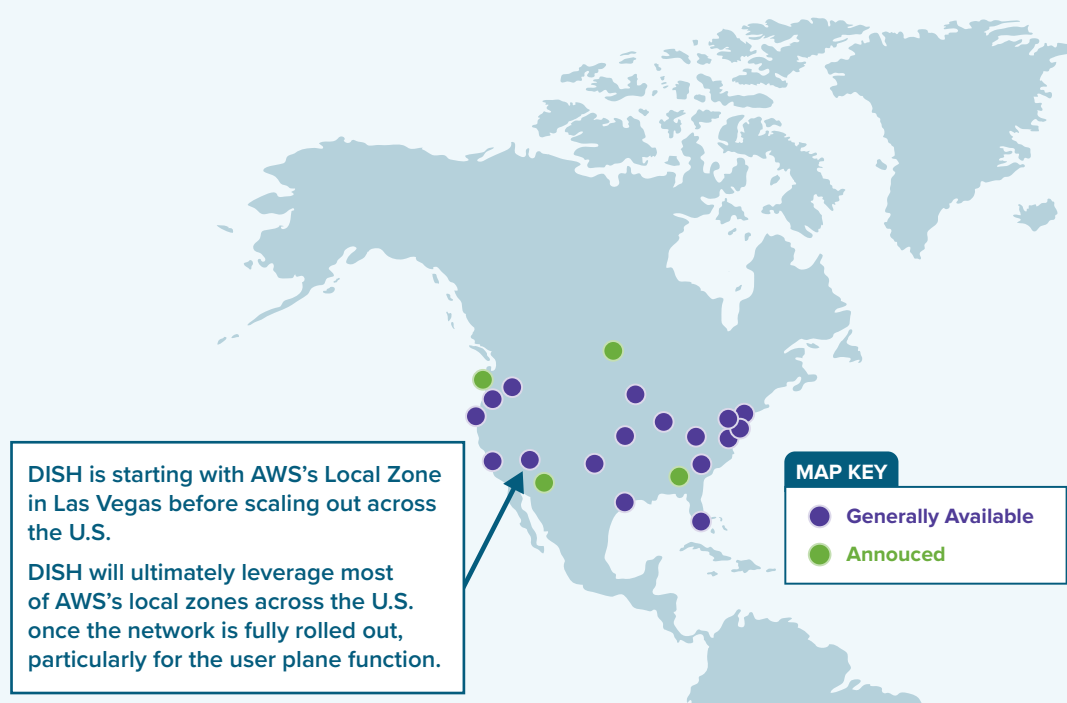 DISH is starting with AWS's Local Zone
in Las Vegas before scaling out across
the U.S.
DISH will ultimately leverage most
of AWS's local zones across the U.S.
once the network is fully rolled out,
particularly for the user plane function.
MAP KEY
Generally Available
Annouced